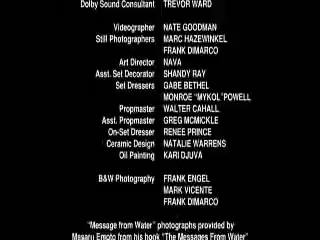 Dolby Sound Consultant TREVOR WARD
Videographer NATE GOODMAN
Still Photographers MARC HAZEWINKEL
FRANK DIMARCO
Art Director NAVA
Asst. Set Decorator SHANDY RAY
Set Dressers GABE BETHEL
MONROE "MYKOL" POWELL
Propmaster WALTER CAHALL
Asst. Propmaster GREG MCMICKLE
On-Set Dresser RENEE PRINCE
Ceramic Design NATALIE WARRENS
Oil Painting KARI DJUVA
B&W Photography FRANK ENGEL
MARK VICENTE
FRANK DIMARCO
"Message from Water" photographs provided by
Masaru Emoto from his book "The Messages From Water"